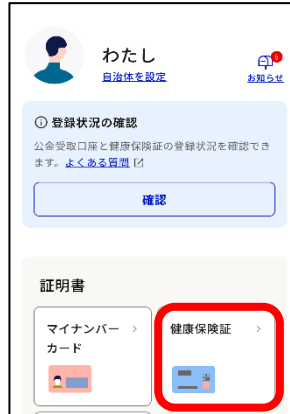 わたし
自治体を設定
お知らせ
登録状況の確認
公金受取口座と健康保険証の登録状況を確認でき
ます。よくある質問
確認
証明書
マイナンバー
カード
健康保険証